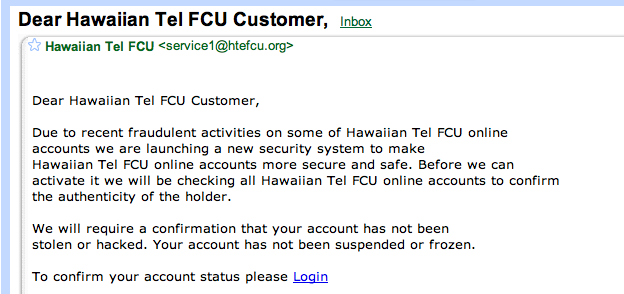 Dear Hawaiian Tel FCU Customer, Inbox
Hawaiian Tel FCU <service1@htefcu.org>
Dear Hawaiian Tel FCU Customer,
Due to recent fraudulent activities on some of Hawaiian Tel FCU online
accounts we are launching a new security system to make
Hawaiian Tel FCU online accounts more secure and safe. Before we can
activate it we will be checking all Hawaiian Tel FCU online accounts to confirm
the authenticity of the holder.
We will require a confirmation that your account has not been
stolen or hacked. Your account has not been suspended or frozen.
To confirm your account status please Login